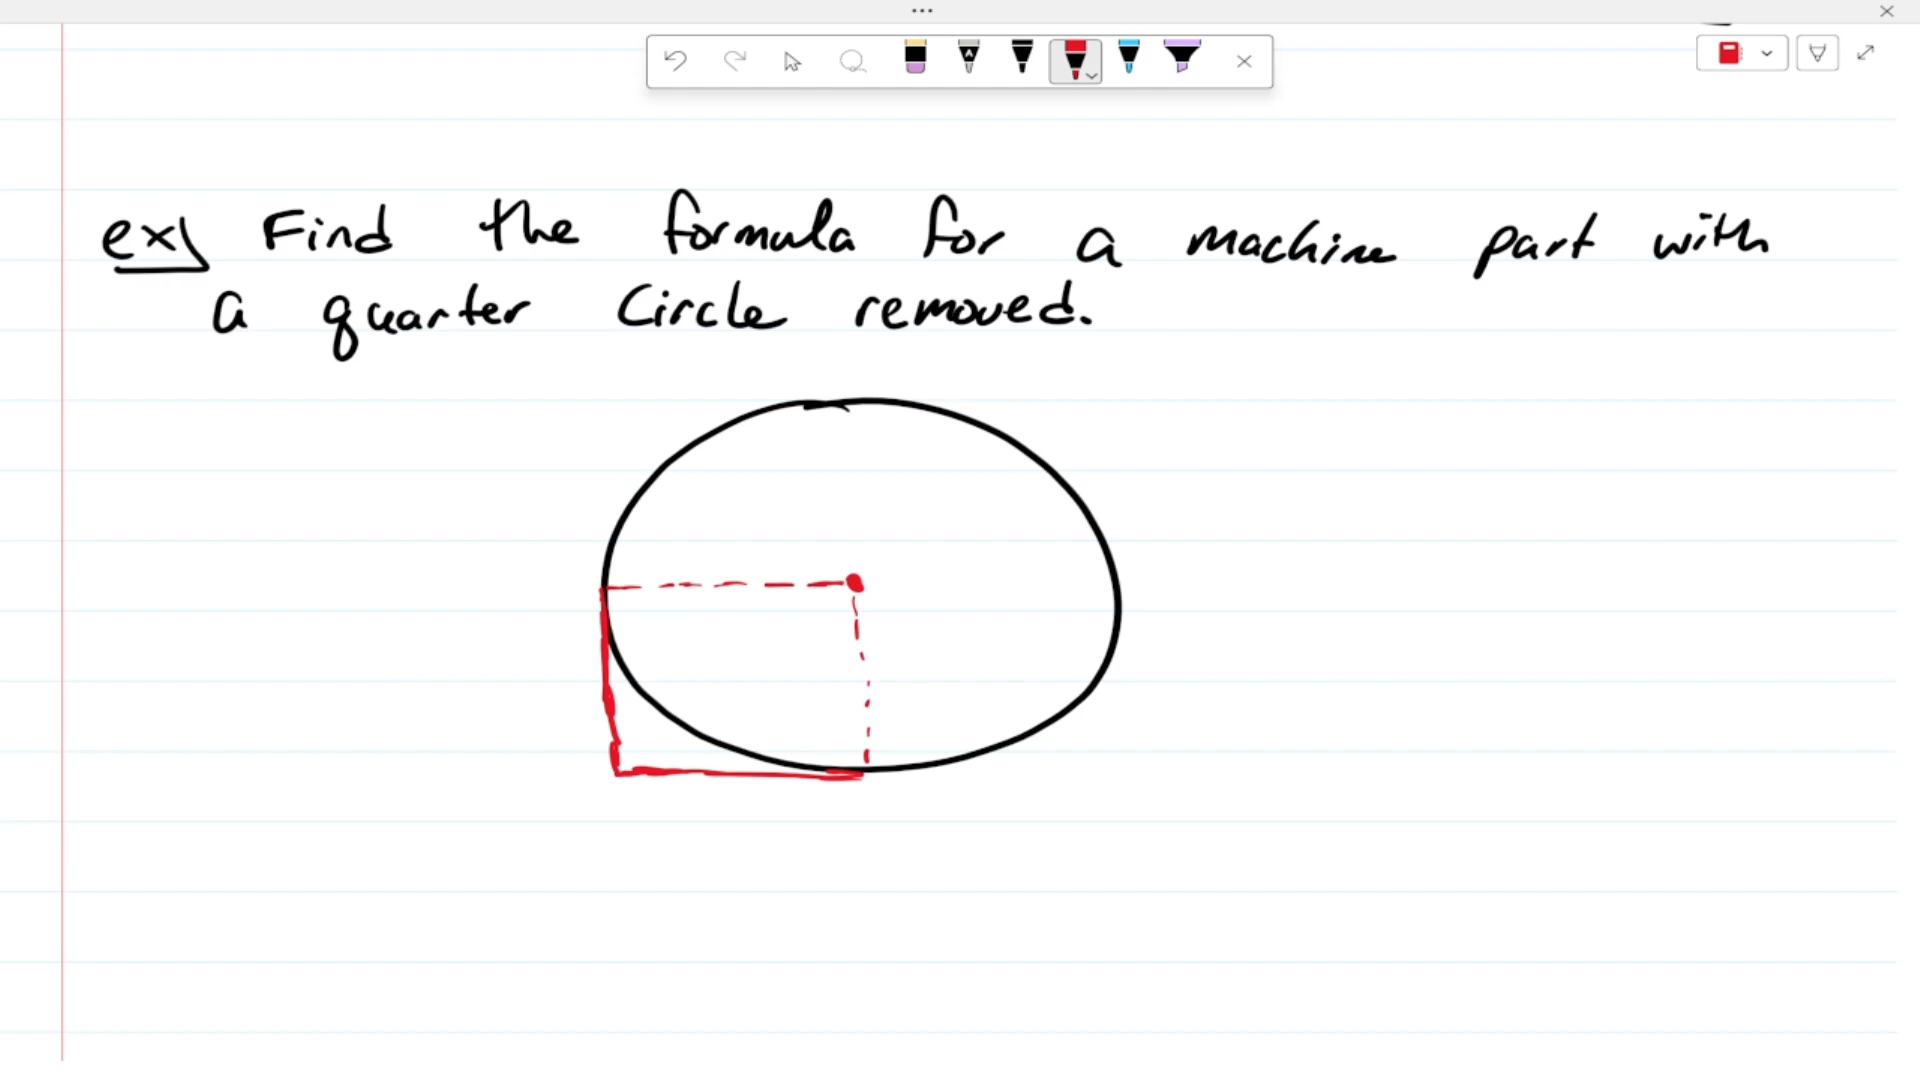 ex) Find the formula for a machine part with
a quarter Circle removed.